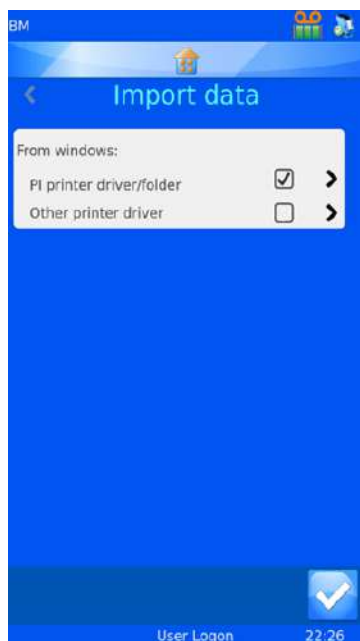 BM
Import data
From windows:
PI printer driver/folder
Other printer driver
User Logon 22:26